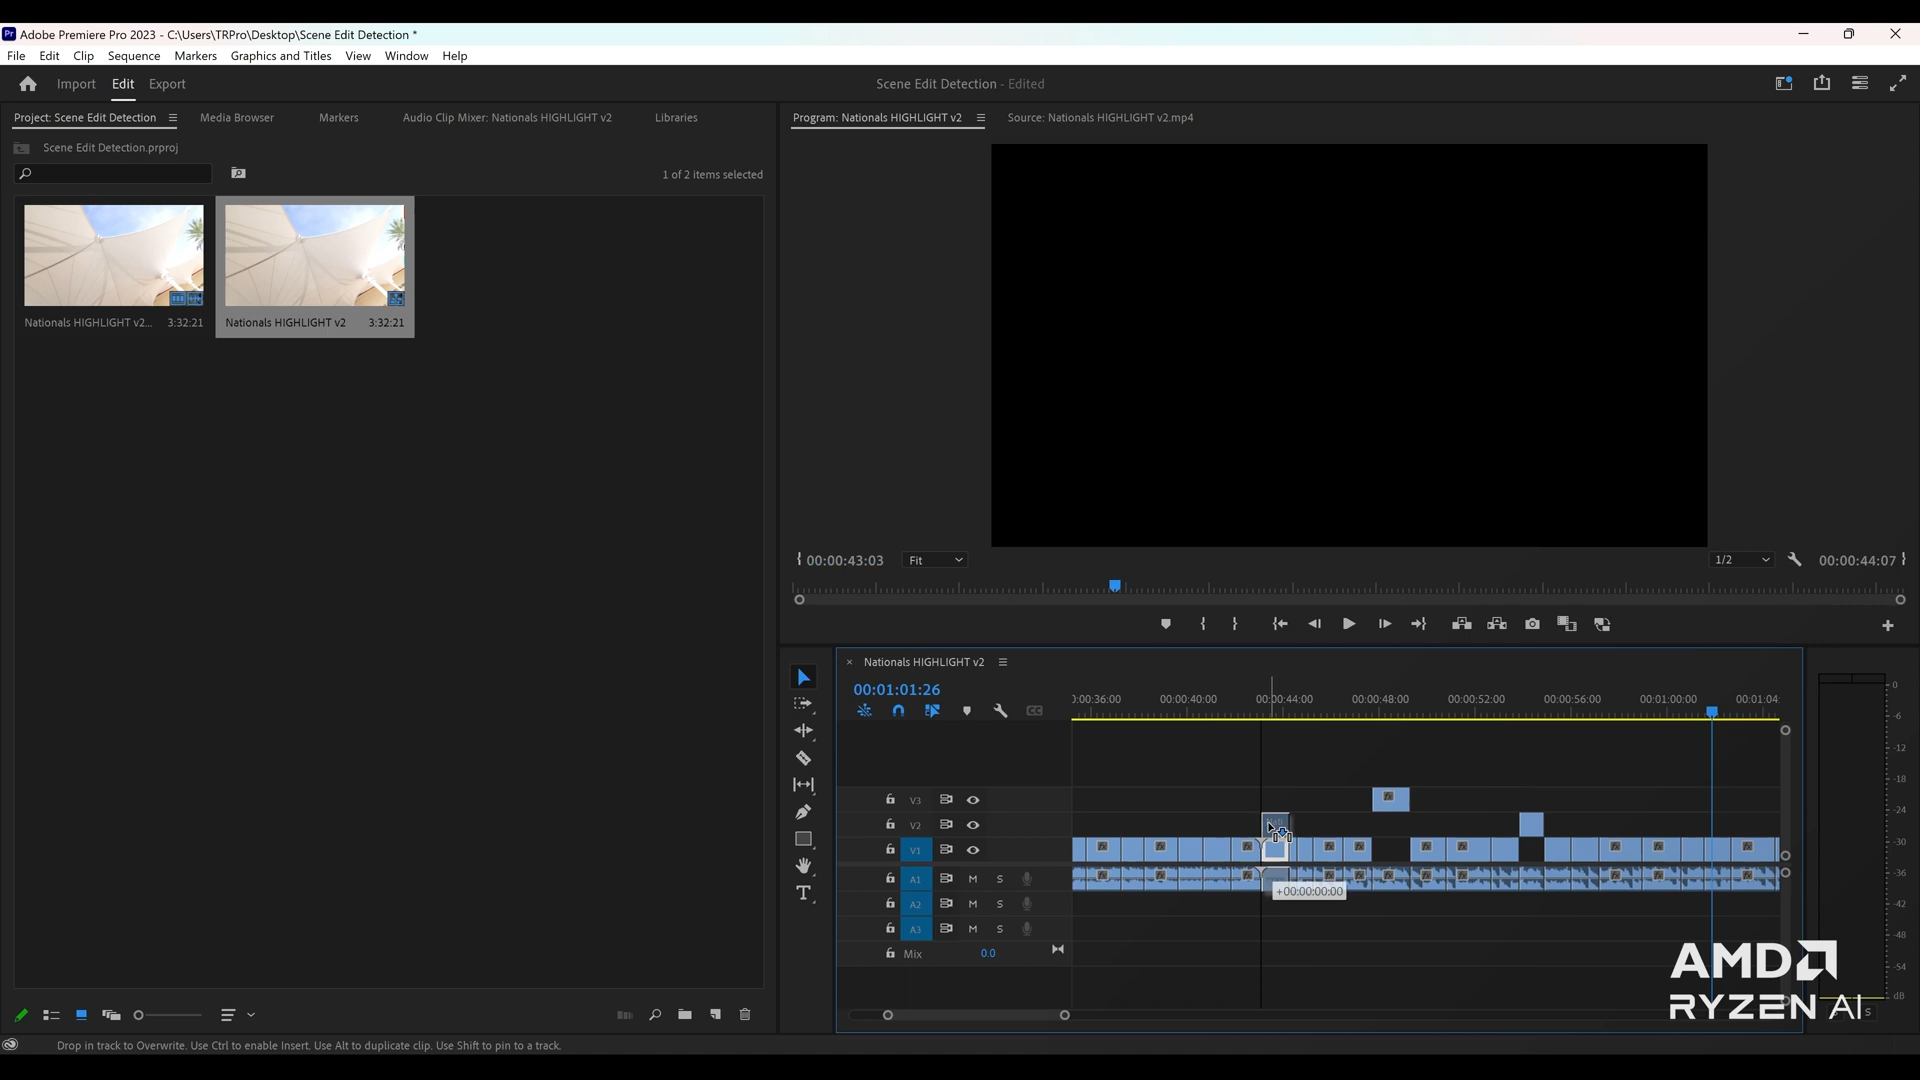 Pr Adobe Premiere Pro 2023 - C:\Users\TRPro\Desktop\Scene Edit Detection *
File Edit Clip Sequence Markers Graphics and Titles View Window Help
Import Edit Export
Scene Edit Detection - Edited
Project: Scene Edit Detection Media Browser Markers Audio Clip Mixer: Nationals HIGHLIGHT v2 Libraries
Program: Nationals HIGHLIGHT v2 Source: Nationals HIGHLIGHT v2.mp4
Scene Edit Detection.prproj
1 of 2 items selected
Nationals HIGHLIGHT v2... 3:32:21
Nationals HIGHLIGHT v2 3:32:21
00:00:43:03 Fit 1/2 00:00:44:07
Nationals HIGHLIGHT v2
00:01:01:26
):00:36:00 00:00:40:00 00:00:44:00 00:00:48:00 00:00:52:00 00:00:56:00 00:01:00:00 00:01:04:
V3
V2 Nati
V1
A1 M S
+00:00:00:00
A2 M S
A3 M S
Mix 0.0
0
-6
-12
-18
-24
-30
-36
-42
-48
-54
dB
S
AMD
RYZEN AI
Drop in track to Overwrite. Use Ctrl to enable Insert. Use Alt to duplicate clip. Use Shift to pin to a track.